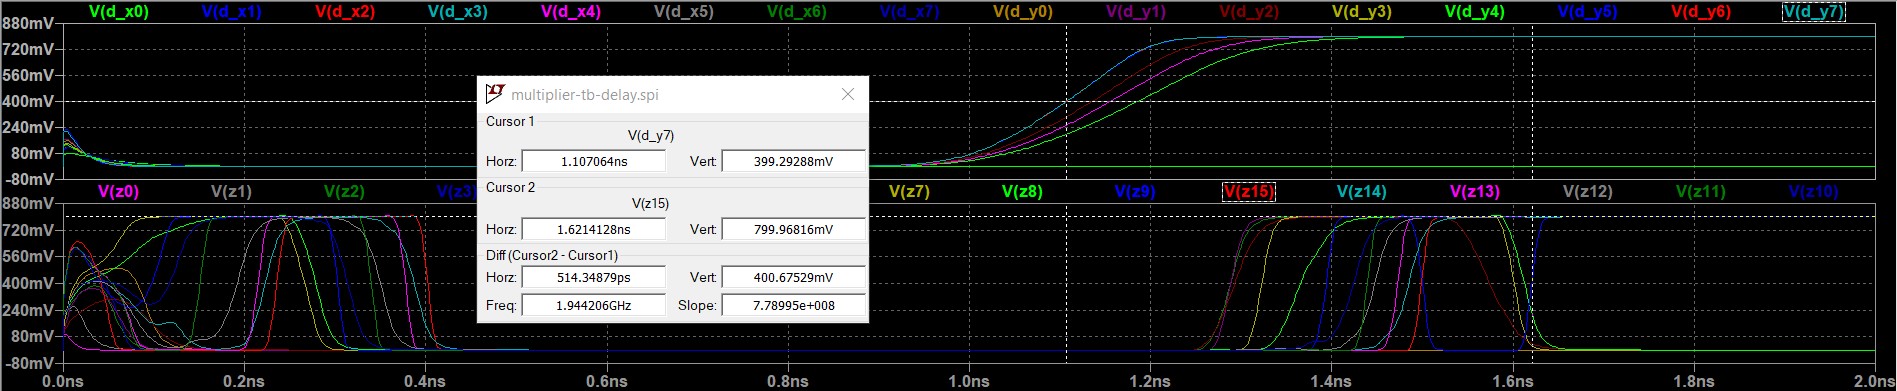 V(d_x0) V(d_x1) V(d_x2) V(d_x3) V(d_x4) V(d_x5) V(d_x6) V(d_x7) V(d_y0) V(d_y1) V(d_y2) V(d_y3) V(d_y4) V(d_y5) V(d_y6) V(d_y7)
880mV
720mV
560mV
400mV
240mV
80mV
-80mV
multiplier-tb-delay.spi
Cursor 1
V(d_y7)
Horz: 1.107064ns Vert: 399.29288mV
Cursor 2
V(z15)
Horz: 1.6214128ns Vert: 799.96816mV
Diff (Cursor2 - Cursor1)
Horz: 514.34879ps Vert: 400.67529mV
Freq: 1.944206GHz Slope: 7.78995e+008
V(z0) V(z1) V(z2) V(z3) V(z7) V(z8) V(z9) V(z15) V(z14) V(z13) V(z12) V(z11) V(z10)
880mV
720mV
560mV
400mV
240mV
80mV
-80mV
0.0ns 0.2ns 0.4ns 0.6ns 0.8ns 1.0ns 1.2ns 1.4ns 1.6ns 1.8ns 2.0ns